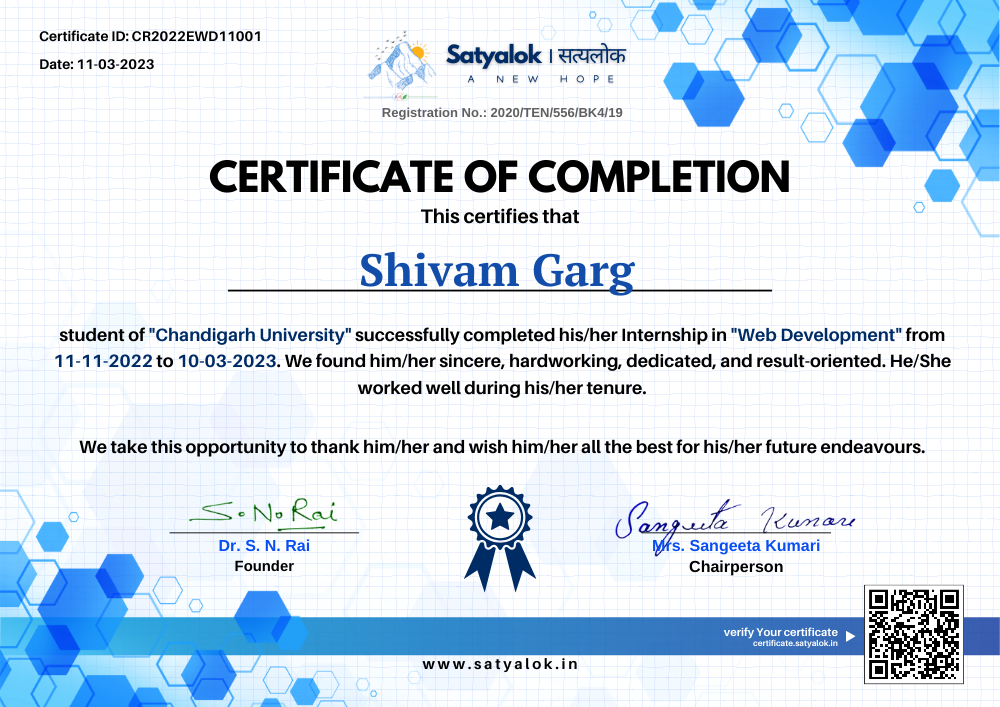 Certificate ID: CR2022EWD11001
Date: 11-03-2023
Satyalok | सत्यलोक
A NEW HOPE
Registration No.: 2020/TEN/556/BK4/19
CERTIFICATE OF COMPLETION
This certifies that
Shivam Garg
student of "Chandigarh University" successfully completed his/her Internship in "Web Development" from
11-11-2022 to 10-03-2023. We found him/her sincere, hardworking, dedicated, and result-oriented. He/She
worked well during his/her tenure.
We take this opportunity to thank him/her and wish him/her all the best for his/her future endeavours.
S. N. Rai
Dr. S. N. Rai
Founder
Sangeeta Kumari
Mrs. Sangeeta Kumari
Chairperson
verify Your certificate
certificate.satyalok.in
www.satyalok.in